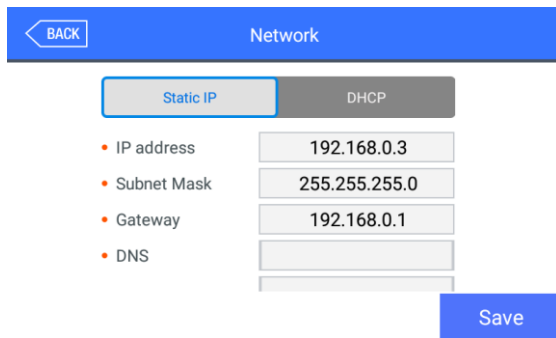 BACK Network
Static IP DHCP
IP address 192.168.0.3
Subnet Mask 255.255.255.0
Gateway 192.168.0.1
DNS
Save